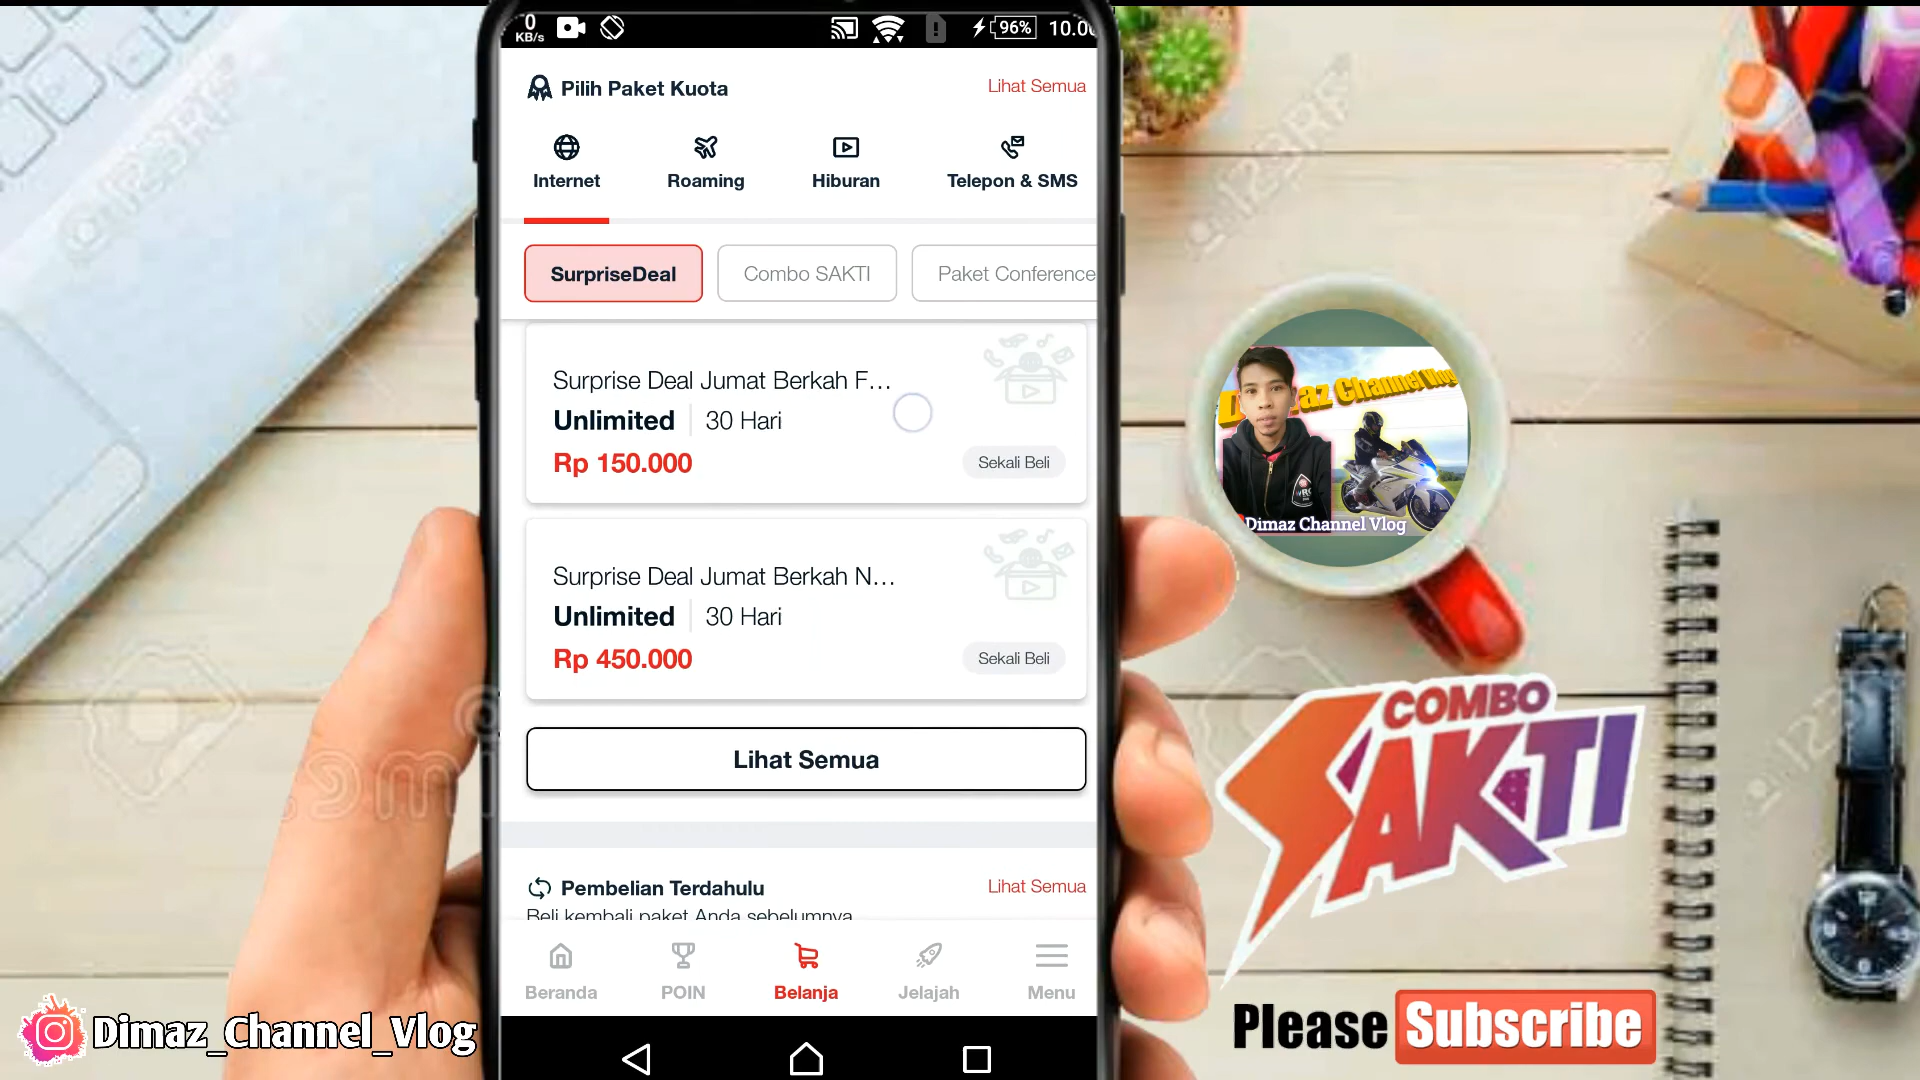 0
KB/s
96%
10.0
Pilih Paket Kuota
Lihat Semua
Internet
Roaming
Hiburan
Telepon & SMS
SurpriseDeal
Combo SAKTI
Paket Conference
Surprise Deal Jumat Berkah F...
Unlimited
30 Hari
Rp 150.000
Sekali Beli
Surprise Deal Jumat Berkah N...
Unlimited
30 Hari
Rp 450.000
Sekali Beli
Lihat Semua
Pembelian Terdahulu
Lihat Semua
Beli kembali paket Anda sebelumnya
Beranda
POIN
Belanja
Jelajah
Menu
Dimaz_Channel_Vlog
Dimaz Channel Vlog
COMBO
SAKTI
Please Subscribe
123RF